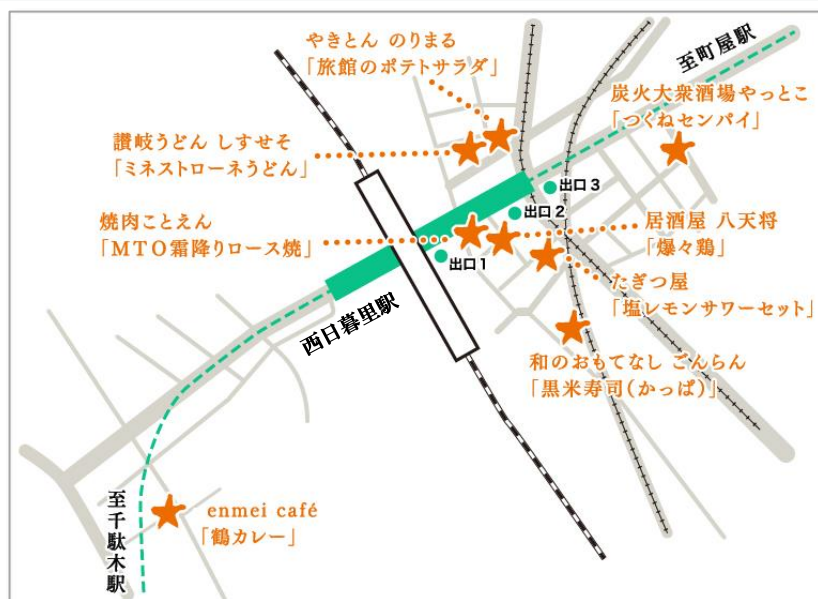 やきとん のりまる
「旅館のポテトサラダ」
至町屋駅
炭火大衆酒場やっとこ
「つくねセンパイ」
讃岐うどん しすせそ
「ミネストローネうどん」
出口3
出口2
焼肉ことえん
「MTO霜降りロース焼」
居酒屋 八天将
「爆々鶏」
出口1
たぎつ屋
「塩レモンサワーセット」
西日暮里駅
和のおもてなし ごんらん
「黒米寿司(かっぱ)」
至千駄木駅
enmei café
「鶴カレー」